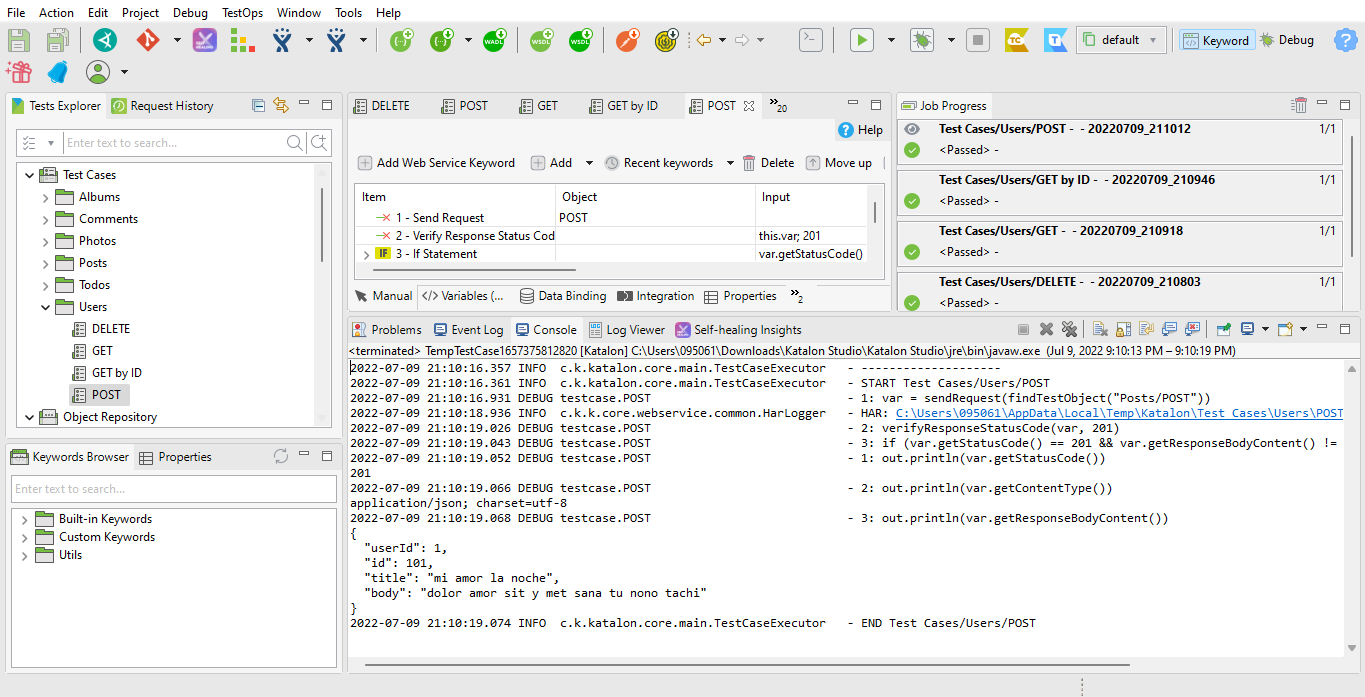 File Action Edit Project Debug TestOps Window Tools Help
default Keyword Debug
Tests Explorer Request History
Enter text to search...
Test Cases
Albums
Comments
Photos
Posts
Todos
Users
DELETE
GET
GET by ID
POST
Object Repository
Keywords Browser Properties
Enter text to search...
Built-in Keywords
Custom Keywords
Utils
DELETE POST GET GET by ID POST »20
Help
Add Web Service Keyword Add Recent keywords Delete Move up
Item Object Input
1 - Send Request POST
2 - Verify Response Status Cod this.var; 201
IF 3 - If Statement var.getStatusCode()
Manual </> Variables (... Data Binding Integration Properties »2
Job Progress
Test Cases/Users/POST - - 20220709_211012 1/1
<Passed> -
Test Cases/Users/GET by ID - - 20220709_210946 1/1
<Passed> -
Test Cases/Users/GET - - 20220709_210918 1/1
<Passed> -
Test Cases/Users/DELETE - - 20220709_210803 1/1
<Passed> -
Problems Event Log Console Log Viewer Self-healing Insights
<terminated> TempTestCase1657375812820 [Katalon] C:\Users\095061\Downloads\Katalon Studio\Katalon Studio\jre\bin\javaw.exe (Jul 9, 2022 9:10:13 PM – 9:10:19 PM)
2022-07-09 21:10:16.357 INFO c.k.katalon.core.main.TestCaseExecutor - --------------------
2022-07-09 21:10:16.361 INFO c.k.katalon.core.main.TestCaseExecutor - START Test Cases/Users/POST
2022-07-09 21:10:16.931 DEBUG testcase.POST - 1: var = sendRequest(findTestObject("Posts/POST"))
2022-07-09 21:10:18.936 INFO c.k.k.core.webservice.common.HarLogger - HAR: C:\Users\095061\AppData\Local\Temp\Katalon\Test Cases\Users\POST
2022-07-09 21:10:19.026 DEBUG testcase.POST - 2: verifyResponseStatusCode(var, 201)
2022-07-09 21:10:19.043 DEBUG testcase.POST - 3: if (var.getStatusCode() == 201 && var.getResponseBodyContent() !=
2022-07-09 21:10:19.052 DEBUG testcase.POST - 1: out.println(var.getStatusCode())
201
2022-07-09 21:10:19.066 DEBUG testcase.POST - 2: out.println(var.getContentType())
application/json; charset=utf-8
2022-07-09 21:10:19.068 DEBUG testcase.POST - 3: out.println(var.getResponseBodyContent())
{
"userId": 1,
"id": 101,
"title": "mi amor la noche",
"body": "dolor amor sit y met sana tu nono tachi"
}
2022-07-09 21:10:19.074 INFO c.k.katalon.core.main.TestCaseExecutor - END Test Cases/Users/POST